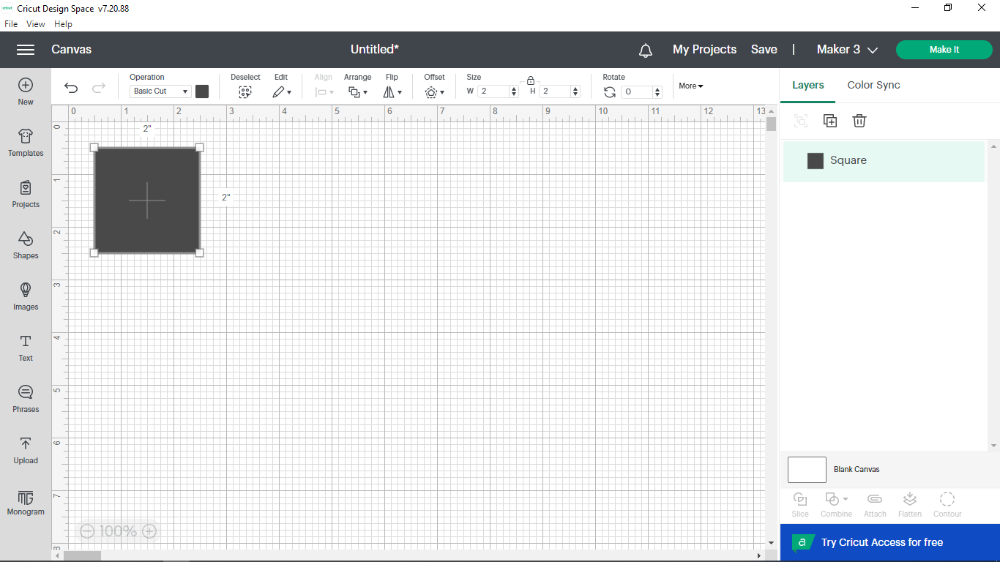 cricut Cricut Design Space v7.20.88
File View Help
Canvas Untitled* My Projects Save | Maker 3 Make It
Operation Deselect Edit Align Arrange Flip Offset Size Rotate
Basic Cut W 2 H 2 0 More
Layers Color Sync
New
Templates
Projects
Shapes
Images
Text
Phrases
Upload
Monogram
0 1 2 3 4 5 6 7 8 9 10 11 12 13
0
1
2
3
4
5
6
7
8
2"
2"
100%
Square
Blank Canvas
Slice Combine Attach Flatten Contour
a Try Cricut Access for free